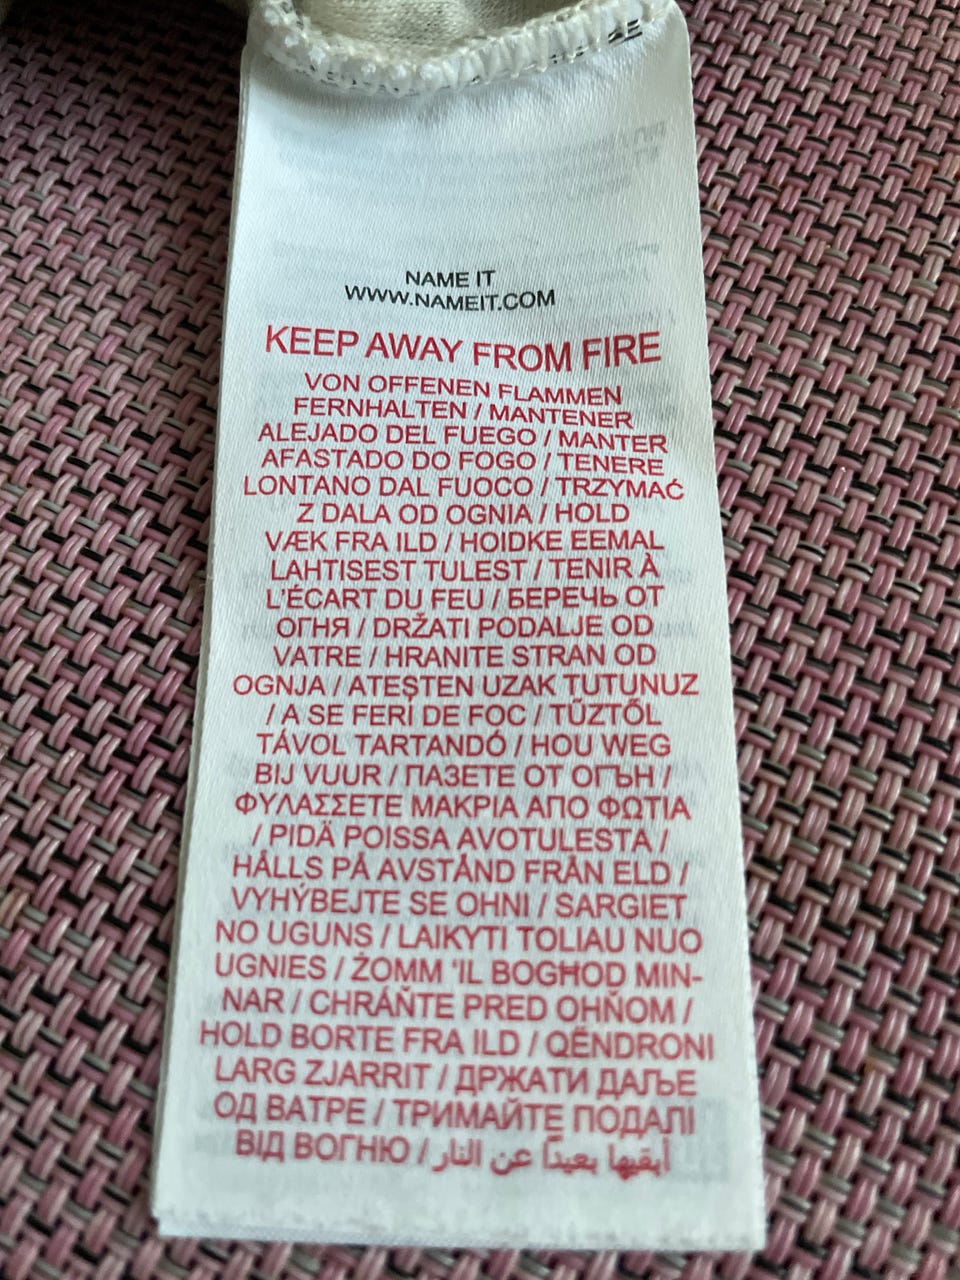 NAME IT
WWW.NAMEIT.COM
KEEP AWAY FROM FIRE
VON OFFENEN FLAMMEN
FERNHALTEN / MANTENER
ALEJADO DEL FUEGO / MANTER
AFASTADO DO FOGO / TENERE
LONTANO DAL FUOCO / TRZYMAĆ
Z DALA OD OGNIA / HOLD
VÆK FRA ILD / HOIDKE EEMAL
LAHTISEST TULEST / TENIR À
L'ÉCART DU FEU / БЕРЕЧЬ ОТ
ОГНЯ / DRŽATI PODALJE OD
VATRE / HRANITE STRAN OD
OGNJA / ATEŞTEN UZAK TUTUNUZ
/ A SE FERI DE FOC / TŰZTŐL
TÁVOL TARTANDÓ / HOU WEG
BIJ VUUR / ПАЗЕТЕ ОТ ОГЪН /
ΦΥΛΑΣΣΕΤΕ ΜΑΚΡΙΑ ΑΠΟ ΦΩΤΙΑ
/ PIDÄ POISSA AVOTULESTA /
HÅLLS PÅ AVSTÅND FRÅN ELD /
VYHÝBEJTE SE OHNI / SARGIET
NO UGUNS / LAIKYTI TOLIAU NUO
UGNIES / ŻOMM 'IL BOGĦOD MIN-
NAR / CHRÁŇTE PRED OHŇOM /
HOLD BORTE FRA ILD / QËNDRONI
LARG ZJARRIT / ДРЖАТИ ДАЉЕ
ОД ВАТРЕ / ТРИМАЙТЕ ПОДАЛІ
ВІД ВОГНЮ / أبقيها بعيداً عن النار